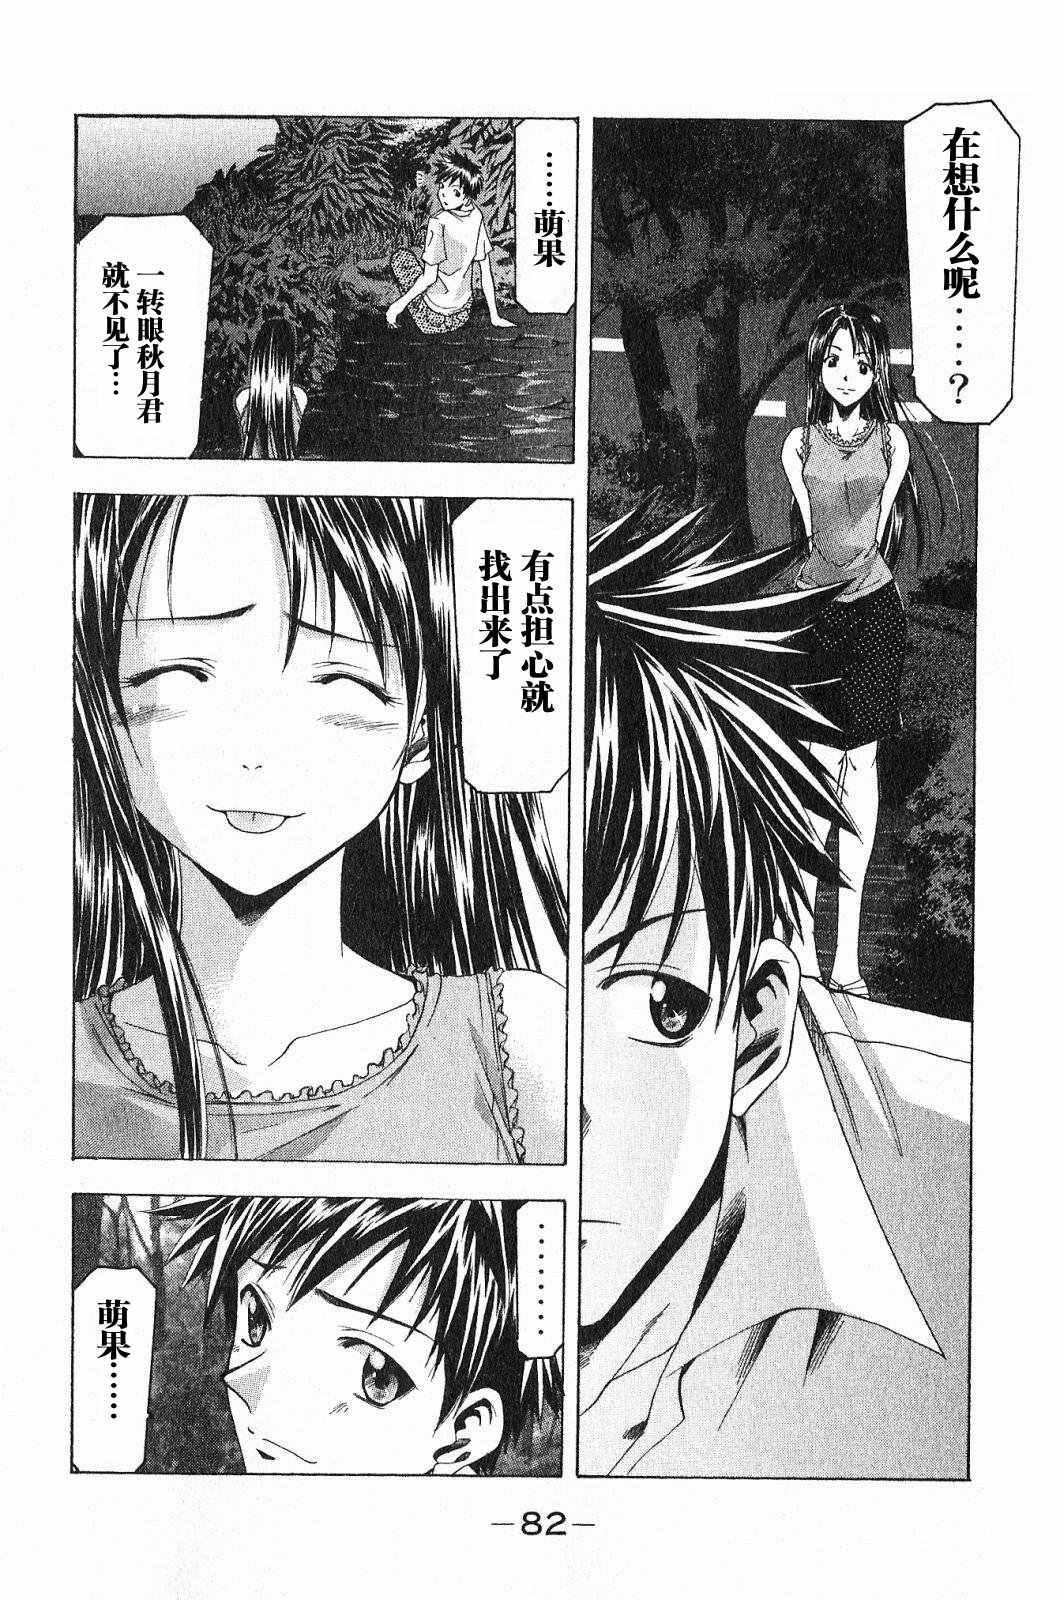 在想什么呢……?
……萌果
一转眼秋月君
就不见了…
有点担心就
找出来了
………
萌果……
—82—